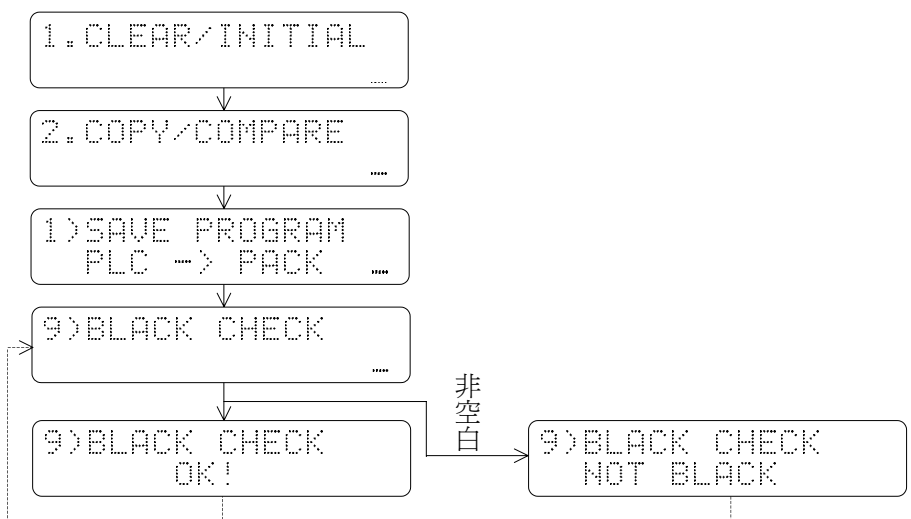 1.CLEAR/INITIAL
2.COPY/COMPARE
1)SAVE PROGRAM
PLC -> PACK
9)BLACK CHECK
非空白
9)BLACK CHECK
OK!
9)BLACK CHECK
NOT BLACK